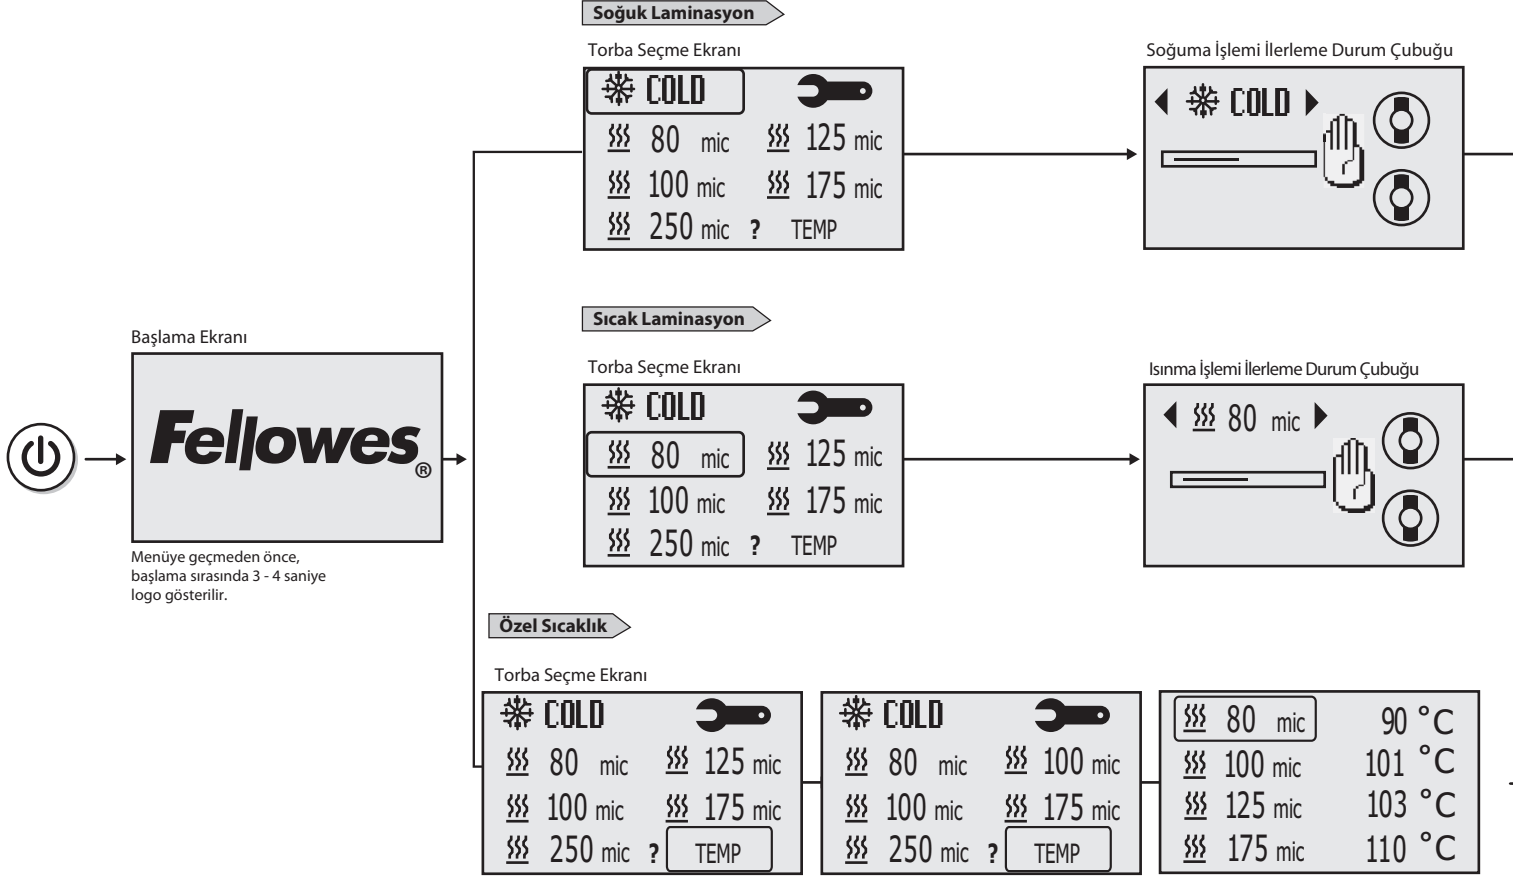 Soğuk Laminasyon
Torba Seçme Ekranı
COLD
80 mic 125 mic
100 mic 175 mic
250 mic ? TEMP
Soğuma İşlemi İlerleme Durum Çubuğu
COLD
Sıcak Laminasyon
Torba Seçme Ekranı
COLD
80 mic 125 mic
100 mic 175 mic
250 mic ? TEMP
Isınma İşlemi İlerleme Durum Çubuğu
80 mic
Başlama Ekranı
Fellowes®
Menüye geçmeden önce,
başlama sırasında 3 - 4 saniye
logo gösterilir.
Özel Sıcaklık
Torba Seçme Ekranı
COLD
80 mic 125 mic
100 mic 175 mic
250 mic ? TEMP
COLD
80 mic 100 mic
100 mic 175 mic
250 mic ? TEMP
80 mic 90 °C
100 mic 101 °C
125 mic 103 °C
175 mic 110 °C